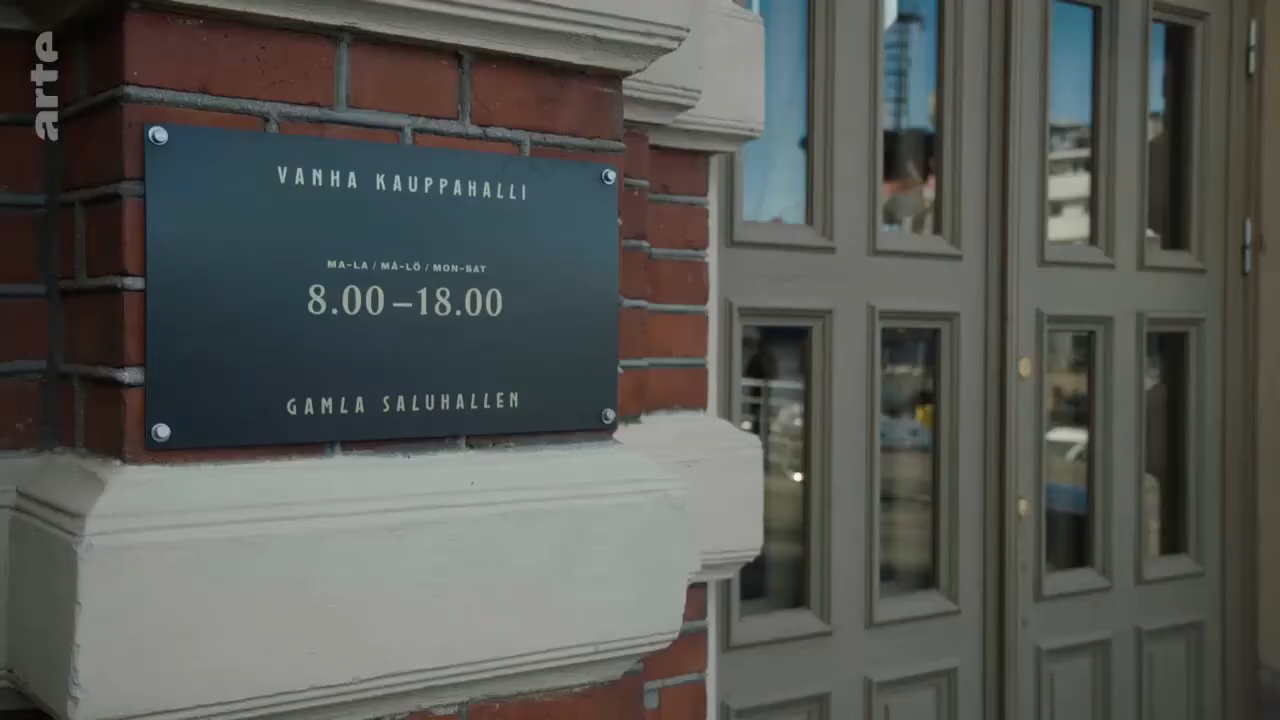 arte
VANHA KAUPPAHALLI
MA-LA / MÅ-LÖ / MON-SAT
8.00–18.00
GAMLA SALUHALLEN